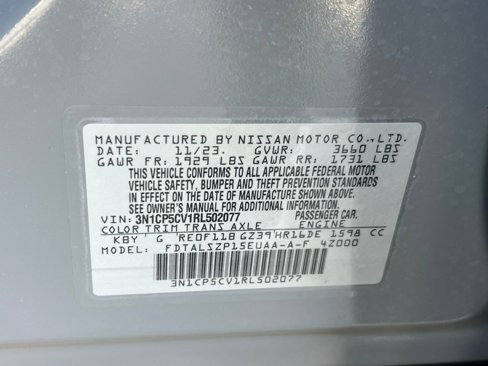 MANUFACTURED BY NISSAN MOTOR CO.,LTD.
DATE: 11/23. GVWR: 3660 LBS
GAWR FR: 1929 LBS GAWR RR: 1731 LBS
THIS VEHICLE CONFORMS TO ALL APPLICABLE FEDERAL MOTOR
VEHICLE SAFETY, BUMPER AND THEFT PREVENTION STANDARDS
IN EFFECT ON THE DATE OF MANUFACTURE SHOWN ABOVE.
SEE OWNER'S MANUAL FOR ADDITIONAL INFORMATION.
VIN: 3N1CP5CV1RL502077 PASSENGER CAR.
COLOR TRIM TRANS AXLE ENGINE
KBY G RE0F11B GZ39 HR16DE 1598 CC
F: FDTALSZP15EUAA-A-F 4Z000
3N1CP5CV1RL502077